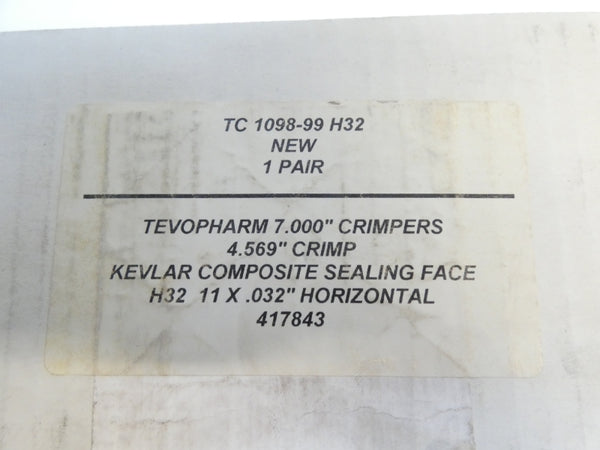 TC 1098-99 H32
NEW
1 PAIR
TEVOPHARM 7.000" CRIMPERS
4.569" CRIMP
KEVLAR COMPOSITE SEALING FACE
H32 11 X .032" HORIZONTAL
417843